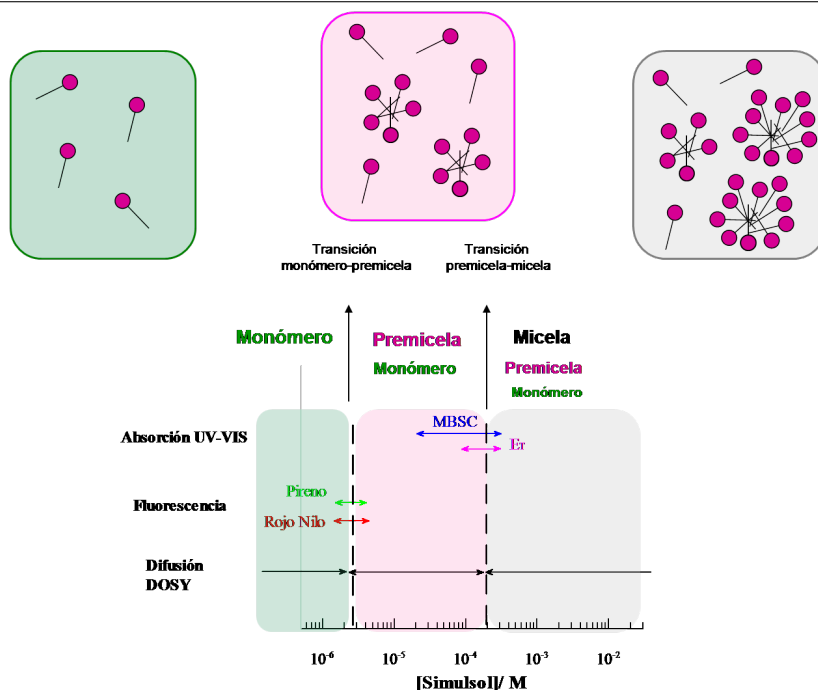 Transición
monómero-premicela
Transición
premicela-micela
Monómero
Premicela
Monómero
Micela
Premicela
Monómero
Absorción UV-VIS
MBSC
ET
Fluorescencia
Pireno
Rojo Nilo
Difusión
DOSY
10-6 10-5 10-4 10-3 10-2
[Simulsol]/ M